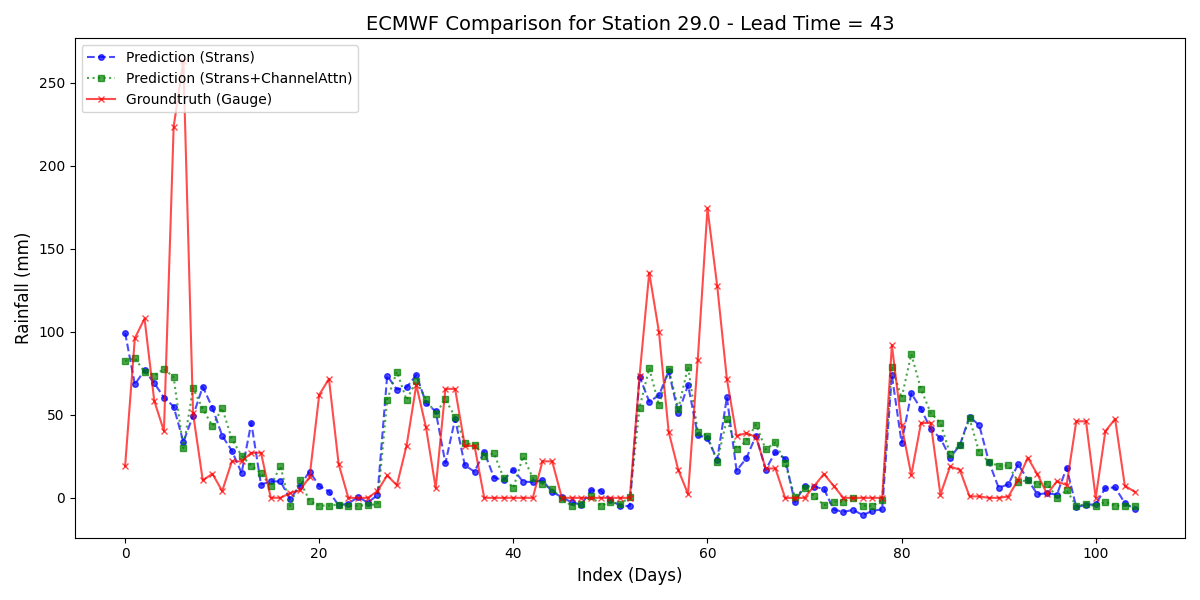 ECMWF Comparison for Station 29.0 - Lead Time = 43
Prediction (Strans)
Prediction (Strans+ChannelAttn)
Groundtruth (Gauge)
Rainfall (mm)
250
200
150
100
50
0
0
20
40
60
80
100
Index (Days)